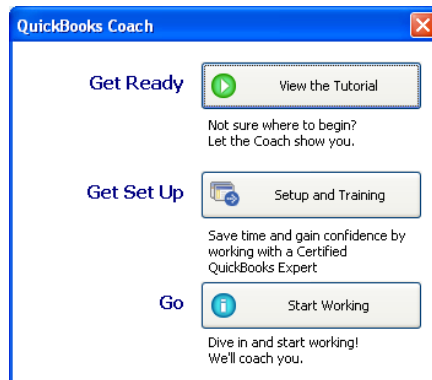 QuickBooks Coach
Get Ready
View the Tutorial
Not sure where to begin?
Let the Coach show you.
Get Set Up
Setup and Training
Save time and gain confidence by
working with a Certified
QuickBooks Expert
Go
Start Working
Dive in and start working!
We'll coach you.